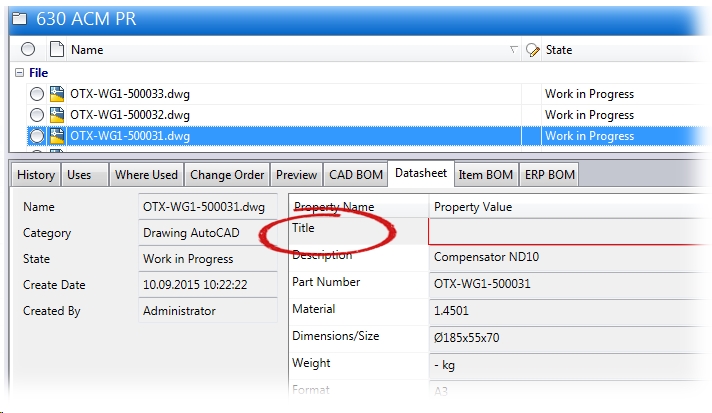 630 ACM PR
Name State
File
OTX-WG1-500033.dwg Work in Progress
OTX-WG1-500032.dwg Work in Progress
OTX-WG1-500031.dwg Work in Progress
History Uses Where Used Change Order Preview CAD BOM Datasheet Item BOM ERP BOM
Name OTX-WG1-500031.dwg Property Name Property Value
Category Drawing AutoCAD Title
State Work in Progress Description Compensator ND10
Create Date 10.09.2015 10:22:22 Part Number OTX-WG1-500031
Created By Administrator Material 1.4501
Dimensions/Size Ø185x55x70
Weight - kg
Format A3